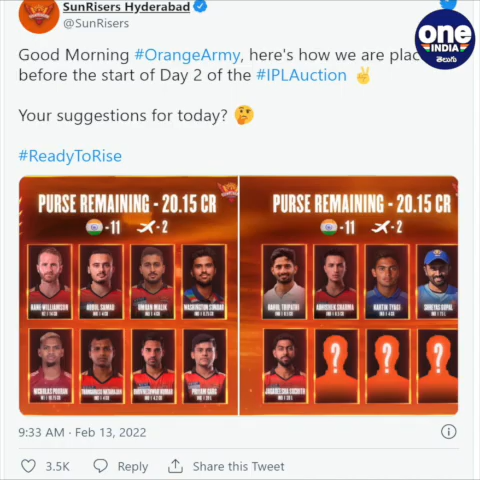 SunRisers Hyderabad
@SunRisers
one
INDIA
తెలుగు
Good Morning #OrangeArmy, here's how we are plac
before the start of Day 2 of the #IPLAuction
Your suggestions for today?
#ReadyToRise
PURSE REMAINING - 20.15 CR
-11 -2
KANE WILLIAMSON
ABDUL SAMAD
UMRAN MALIK
WASHINGTON SUNDAR
NICHOLAS POORAN
BHUVNESHWAR KUMAR
PRIYAM GARG
PURSE REMAINING - 20.15 CR
-11 -2
RAHUL TRIPATHI
ABHISHEK SHARMA
KARTIK TYAGI
SHREYAS GOPAL
? ? ?
9:33 AM · Feb 13, 2022
3.5K Reply Share this Tweet